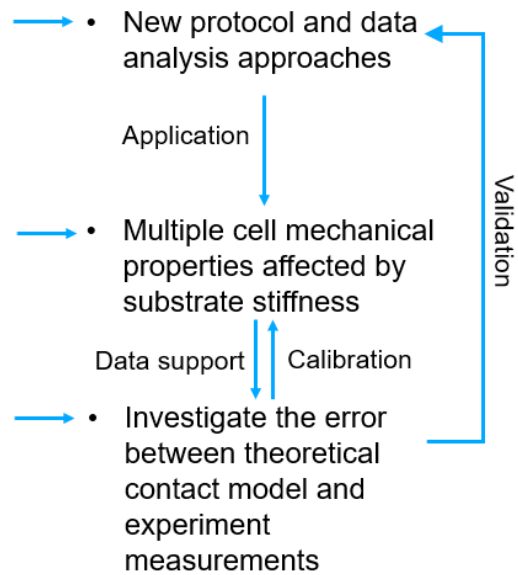 • New protocol and data
analysis approaches
Application
Validation
• Multiple cell mechanical
properties affected by
substrate stiffness
Data support
Calibration
• Investigate the error
between theoretical
contact model and
experiment
measurements